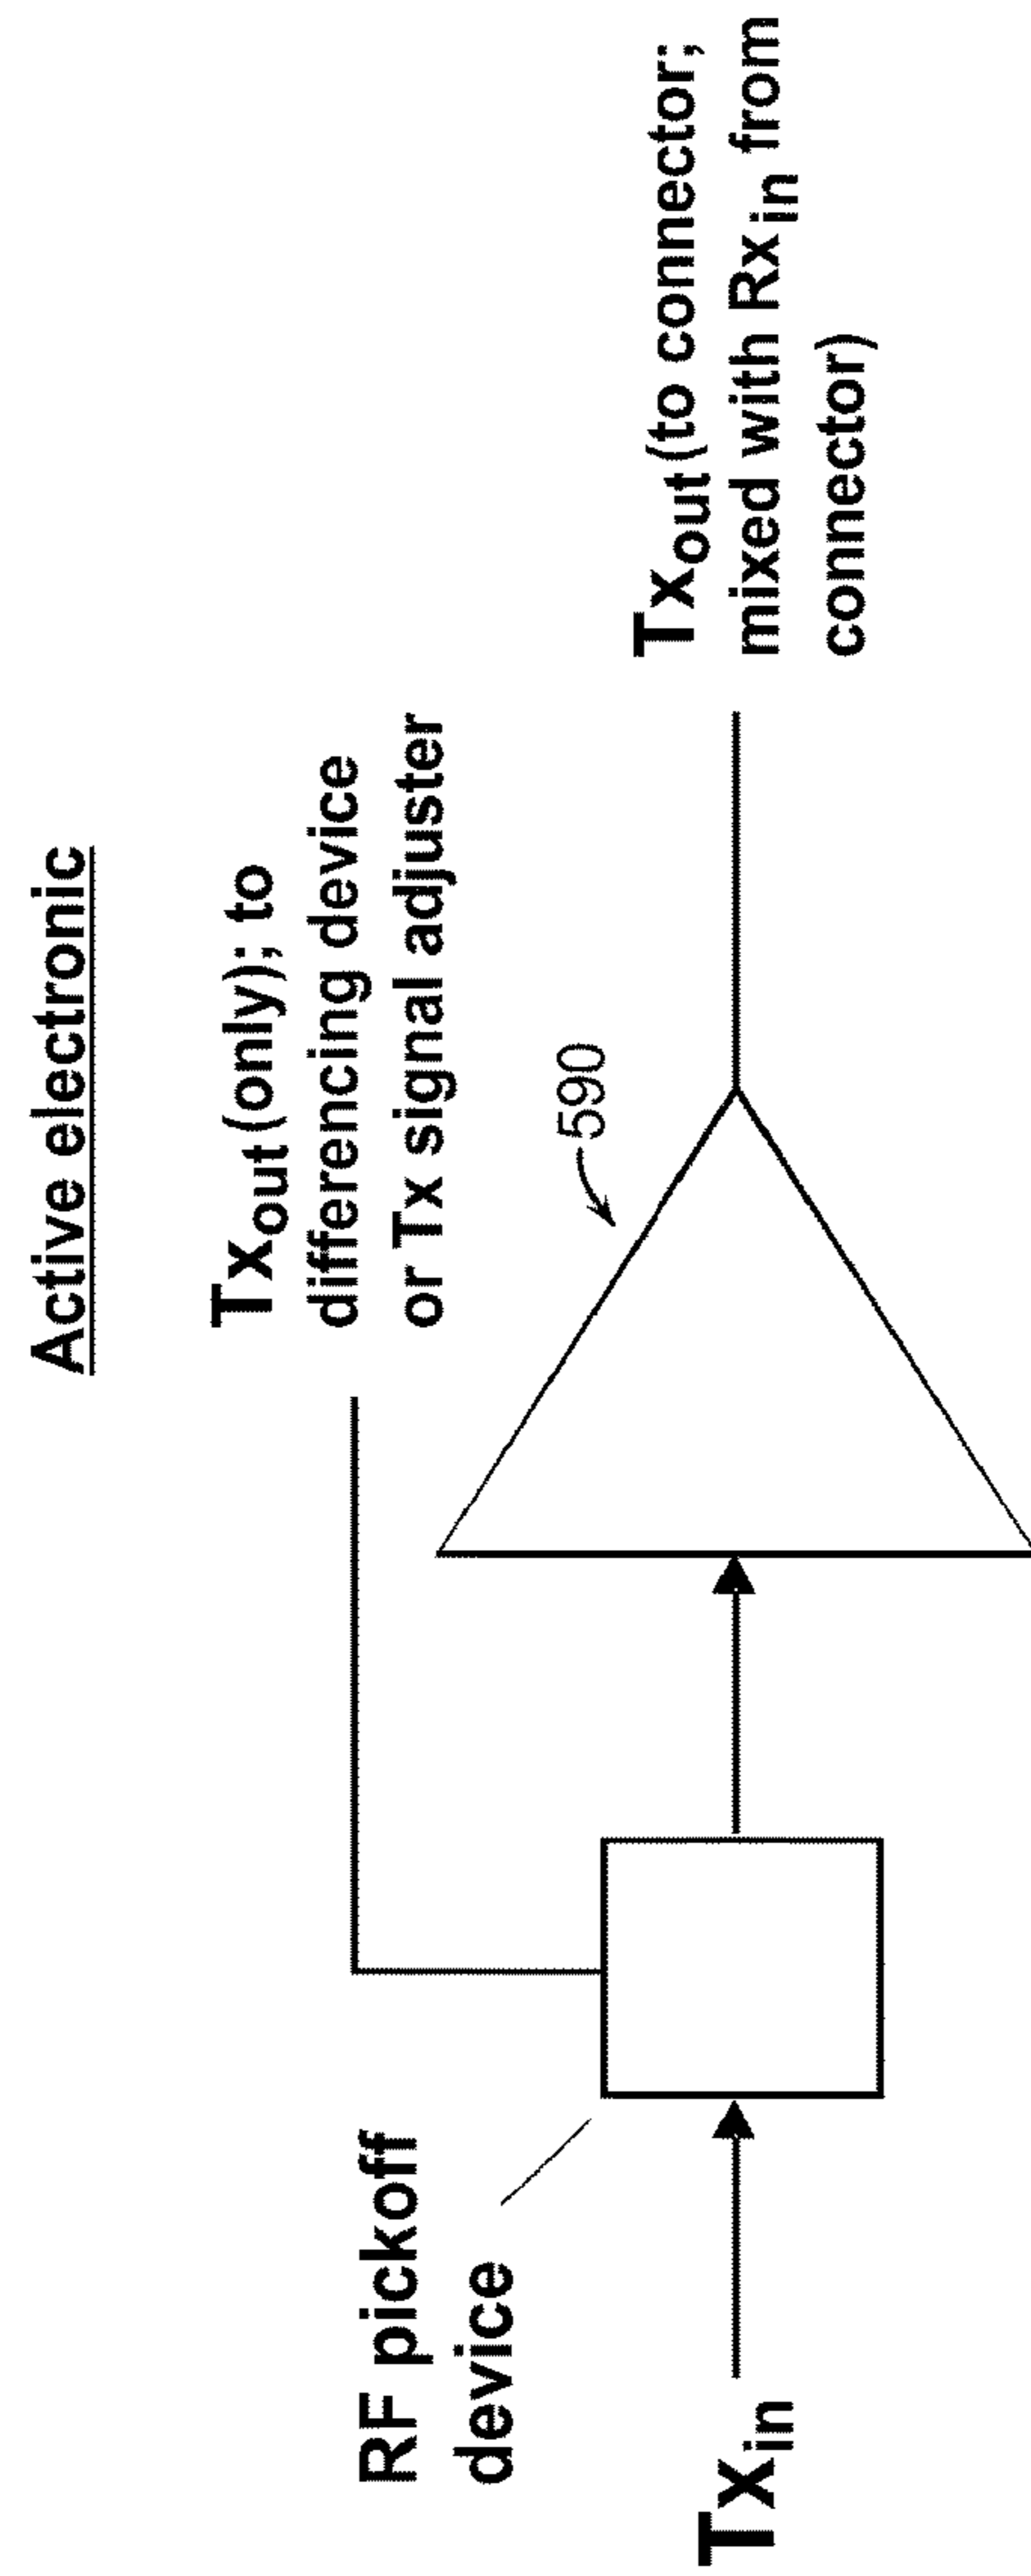 Active electronic
Tx_out (only); to
differencing device
or Tx signal adjuster
590
RF pickoff
device
Tx_in
Tx_out (to connector;
mixed with Rx_in from
connector)